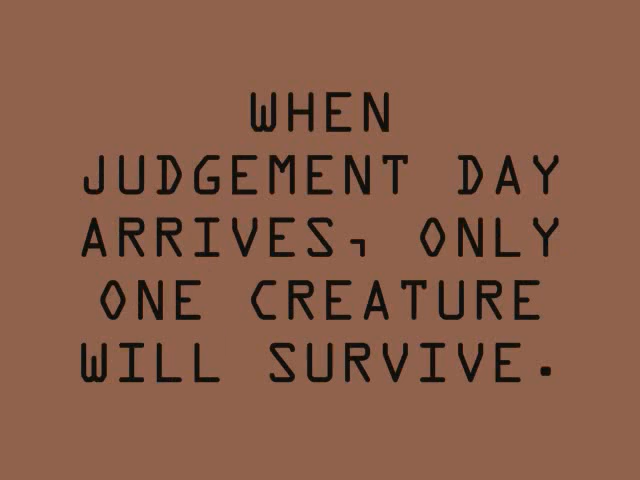 WHEN
JUDGEMENT DAY
ARRIVES, ONLY
ONE CREATURE
WILL SURVIVE.